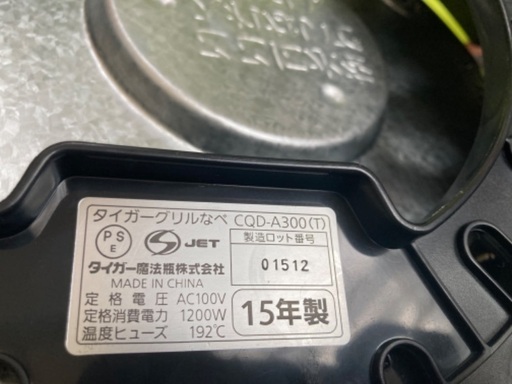 タイガーグリルなべ CQD-A300(T)
PS
E
JET
製造ロット番号
01512
タイガー魔法瓶株式会社
MADE IN CHINA
定格電圧 AC100V
定格消費電力 1200W
温度ヒューズ 192℃
15年製